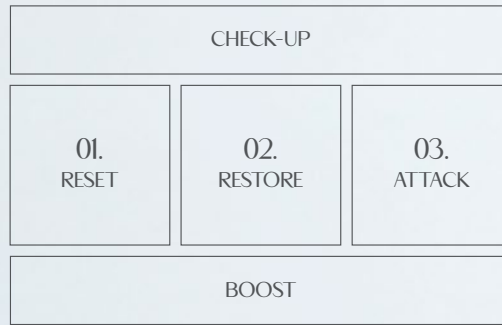 CHECK-UP
01.
RESET
02.
RESTORE
03.
ATTACK
BOOST